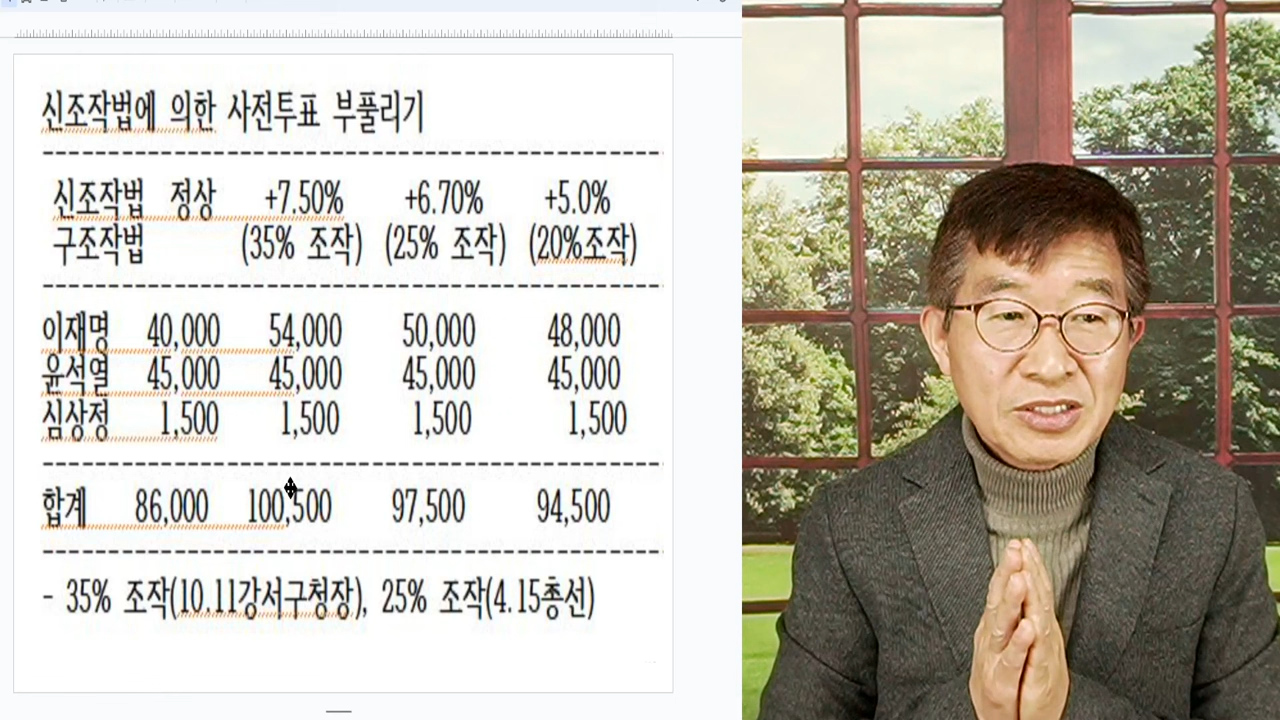 신조작법에 의한 사전투표 부풀리기
신조작법 정상 +7.50% +6.70% +5.0%
구조작법 (35% 조작) (25% 조작) (20%조작)
이재명 40,000 54,000 50,000 48,000
윤석열 45,000 45,000 45,000 45,000
심상정 1,500 1,500 1,500 1,500
합계 86,000 100,500 97,500 94,500
- 35% 조작(10.11강서구청장), 25% 조작(4.15총선)